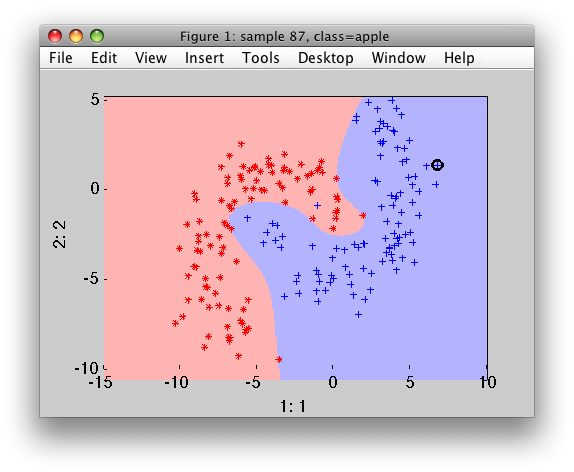 Figure 1: sample 87, class=apple
File Edit View Insert Tools Desktop Window Help
5
0
-5
-10
2: 2
-15 -10 -5 0 5 10
1: 1